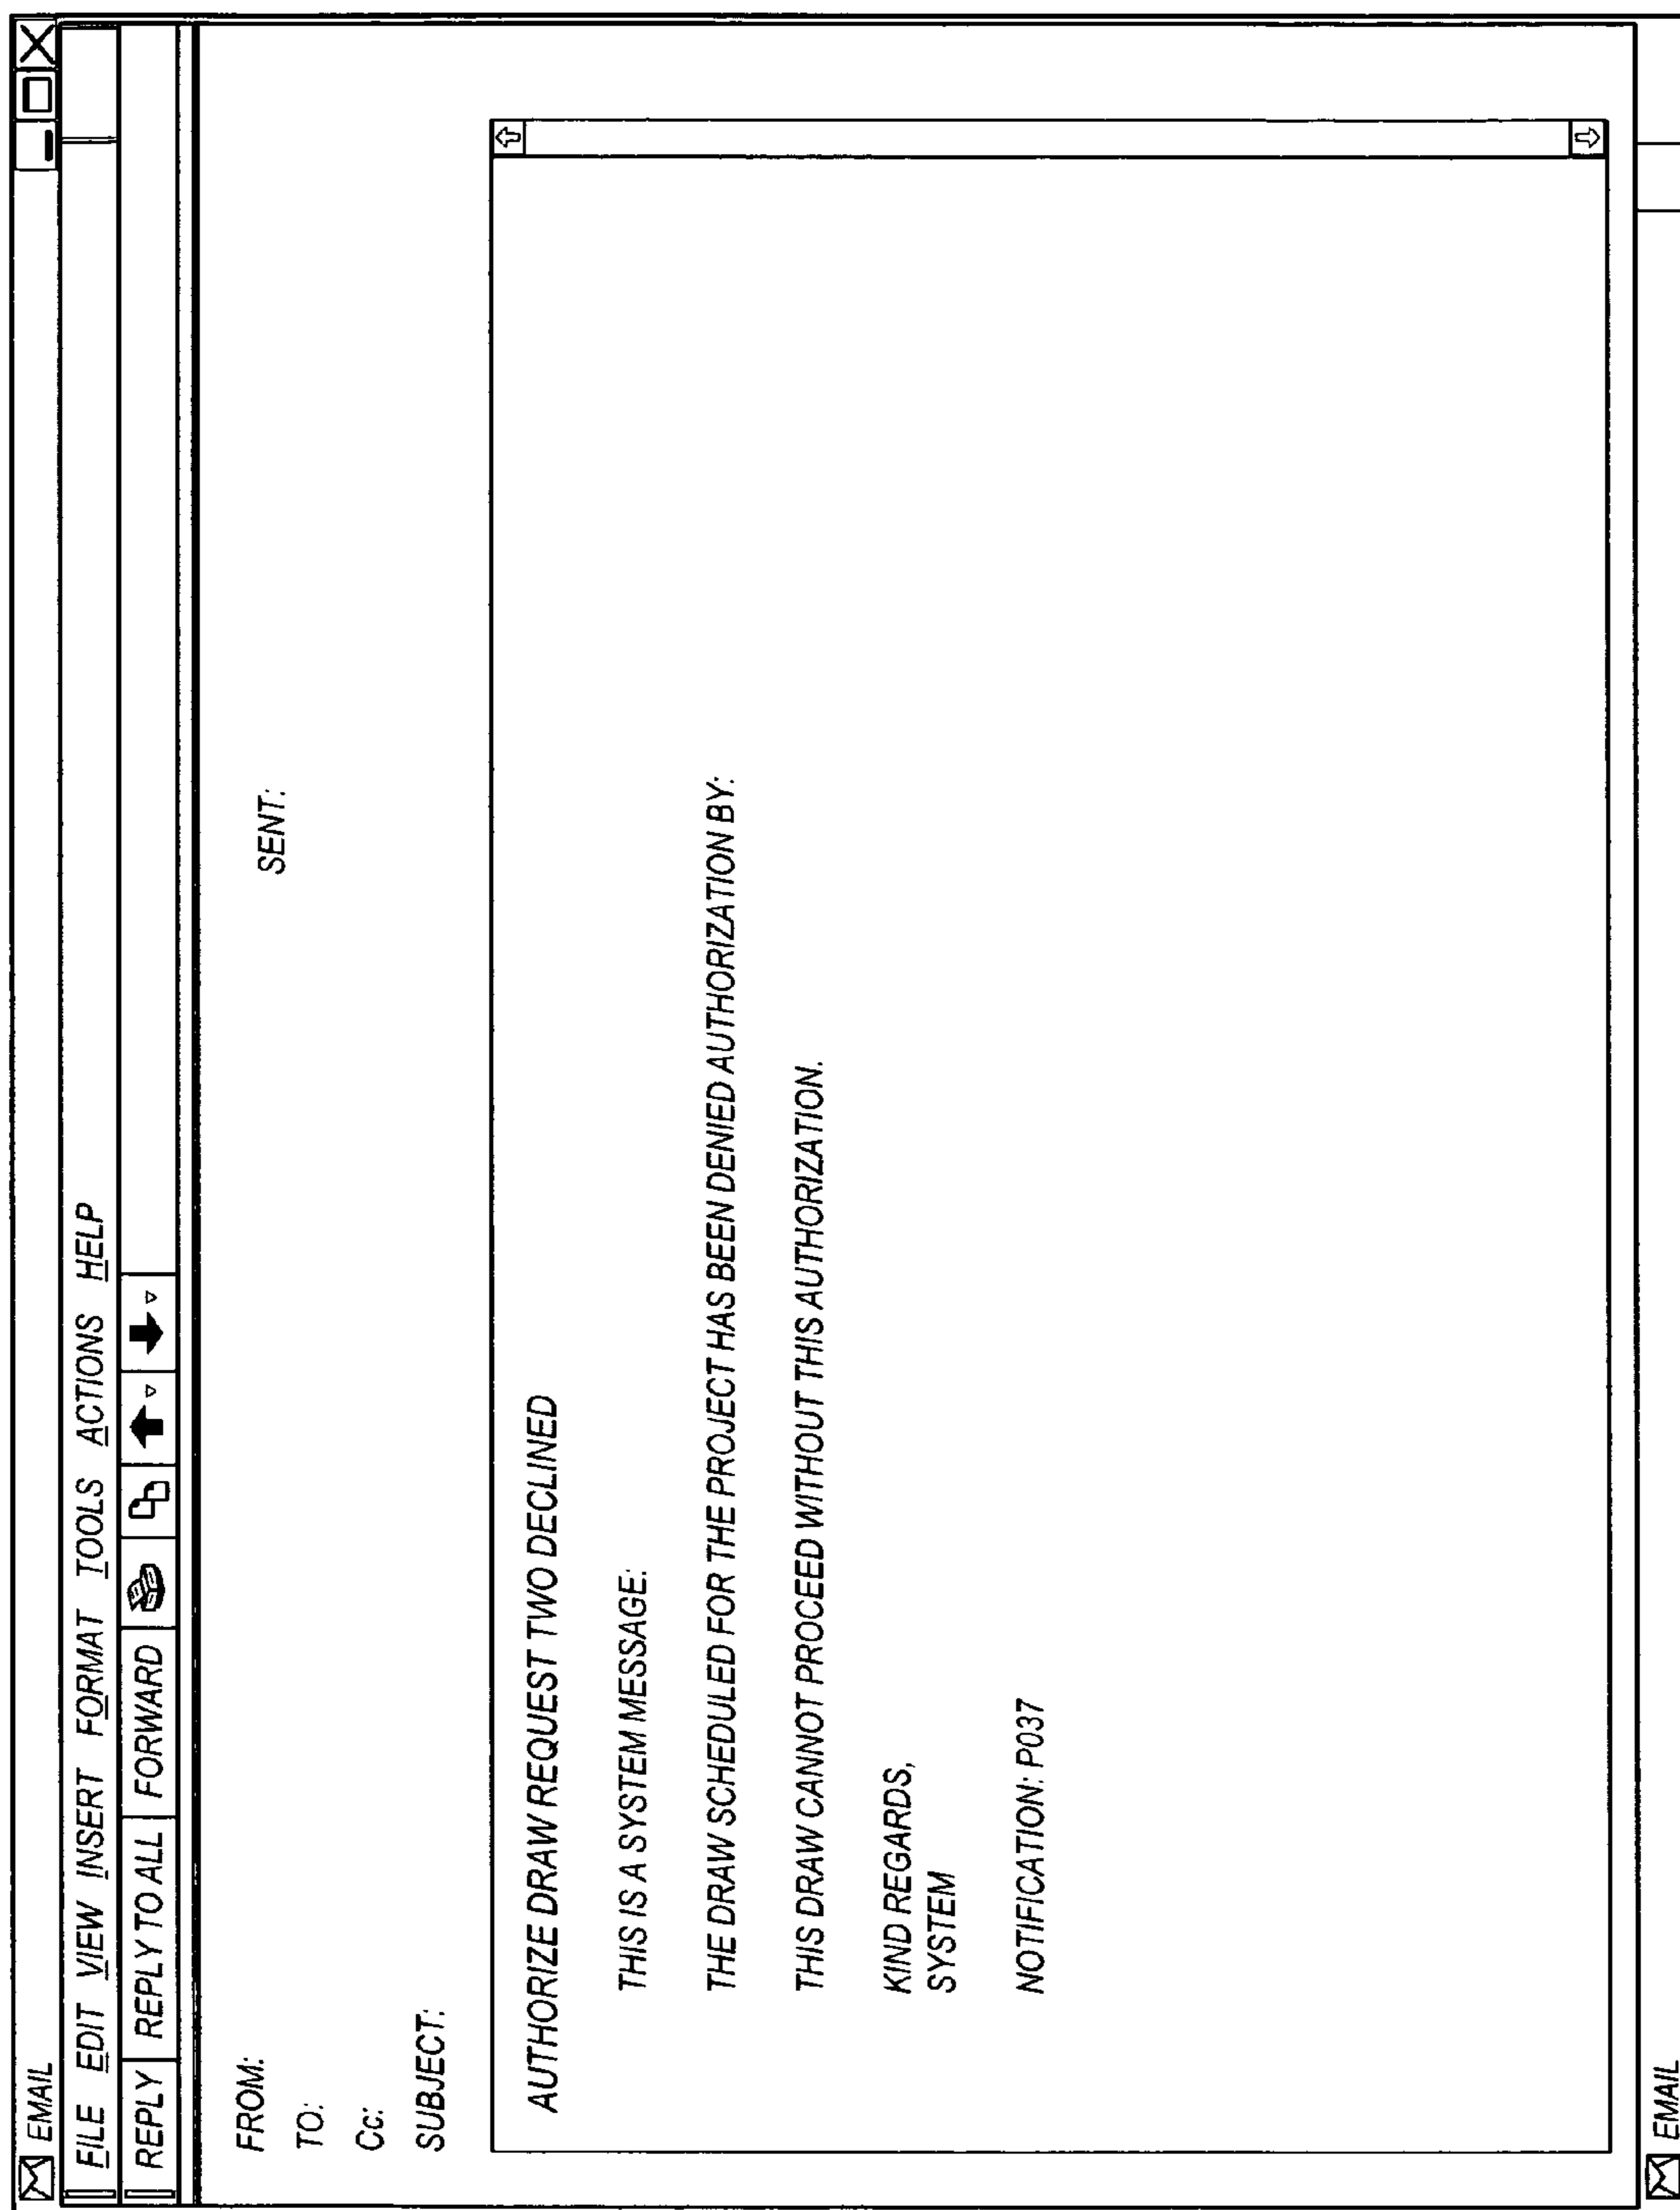 EMAIL
FILE EDIT VIEW INSERT FORMAT TOOLS ACTIONS HELP
REPLY REPLY TO ALL FORWARD
FROM:
SENT:
TO:
Cc:
SUBJECT:
AUTHORIZE DRAW REQUEST TWO DECLINED
THIS IS A SYSTEM MESSAGE:
THE DRAW SCHEDULED FOR THE PROJECT HAS BEEN DENIED AUTHORIZATION BY:
THIS DRAW CANNOT PROCEED WITHOUT THIS AUTHORIZATION.
KIND REGARDS,
SYSTEM
NOTIFICATION: P037
EMAIL